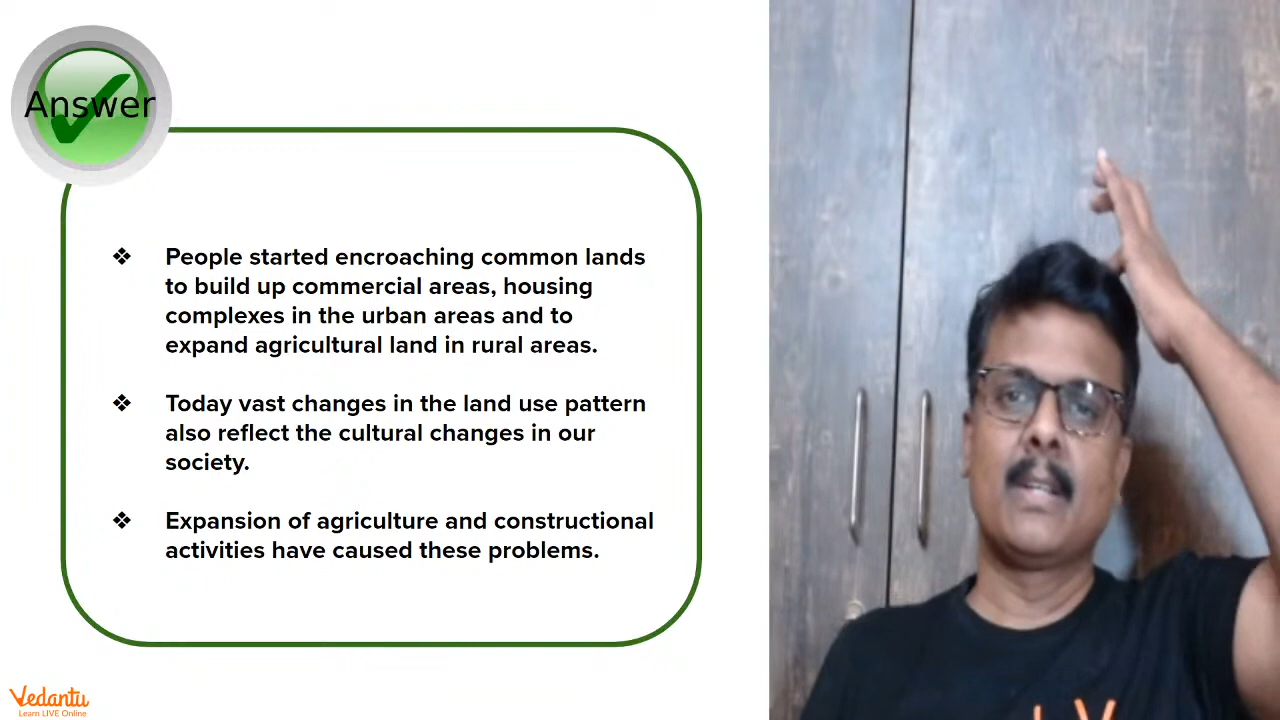 Answer
❖ People started encroaching common lands
to build up commercial areas, housing
complexes in the urban areas and to
expand agricultural land in rural areas.
❖ Today vast changes in the land use pattern
also reflect the cultural changes in our
society.
❖ Expansion of agriculture and constructional
activities have caused these problems.
Vedantu
Learn LIVE Online